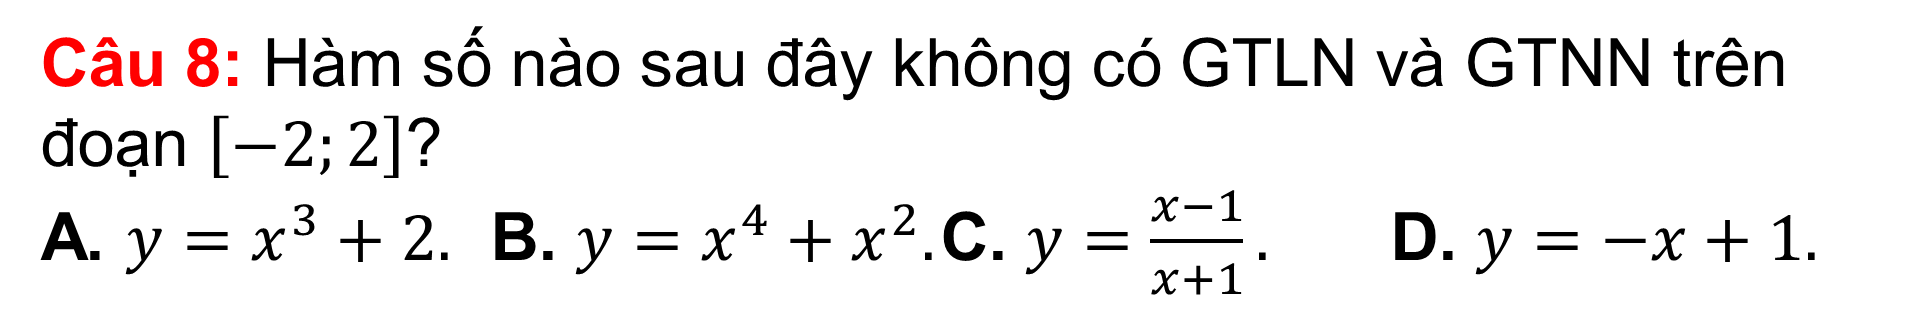 Câu 8: Hàm số nào sau đây không có GTLN và GTNN trên
đoạn [−2; 2]?
A. y = x³ + 2. B. y = x⁴ + x². C. y = \frac{x−1}{x+1}. D. y = −x + 1.